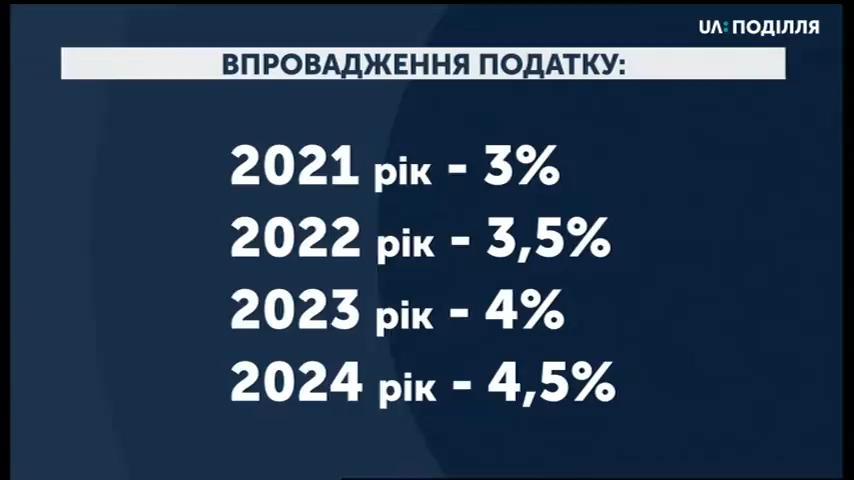 UA: ПОДІЛЛЯ
ВПРОВАДЖЕННЯ ПОДАТКУ:
2021 рік - 3%
2022 рік - 3,5%
2023 рік - 4%
2024 рік - 4,5%